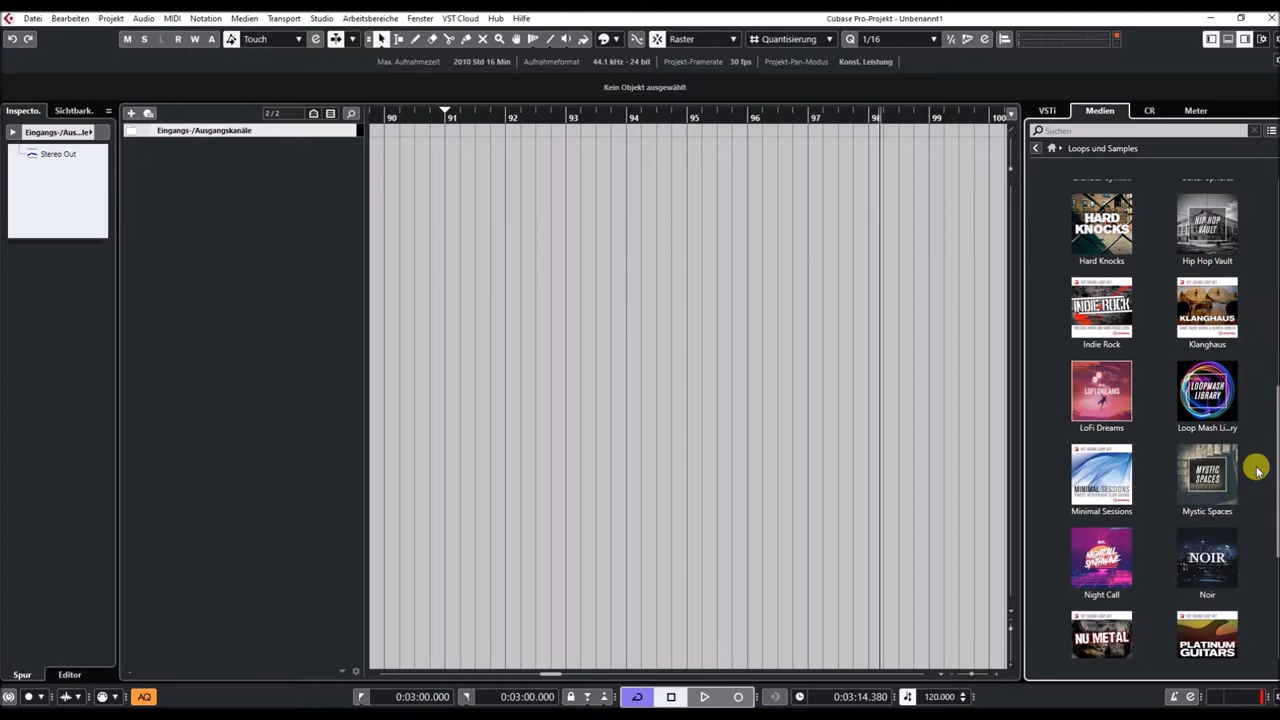 Datei Bearbeiten Projekt Audio MIDI Notation Medien Transport Studio Arbeitsbereiche Fenster VST Cloud Hub Hilfe Cubase Pro-Projekt - Unbenannt1
M S L R W A Touch Raster Quantisierung 1/16
Max. Aufnahmezeit 2010 Std 16 Min Aufnahmeformat 44.1 kHz - 24 bit Projekt-Framerate 30 fps Projekt-Pan-Modus Konst. Leistung
Kein Objekt ausgewählt
Inspecto. Sichtbark. 2 / 2 90 91 92 93 94 95 96 97 98 99 100 VSTi Medien CR Meter
Eingangs-/Aus...le Eingangs-/Ausgangskanäle Suchen
Stereo Out Loops und Samples
HARD KNOCKS HIP HOP VAULT
Hard Knocks Hip Hop Vault
INDIE ROCK KLANGHAUS
Indie Rock Klanghaus
LOFI DREAMS LOOPMASH LIBRARY
LoFi Dreams Loop Mash Li...ry
MINIMAL SESSIONS MYSTIC SPACES
Minimal Sessions Mystic Spaces
NIGHTCALL SYNTHWAVE NOIR
Night Call Noir
NU METAL PLATINUM GUITARS
Spur Editor
AQ 0:03:00.000 0:03:00.000 0:03:14.380 120.000